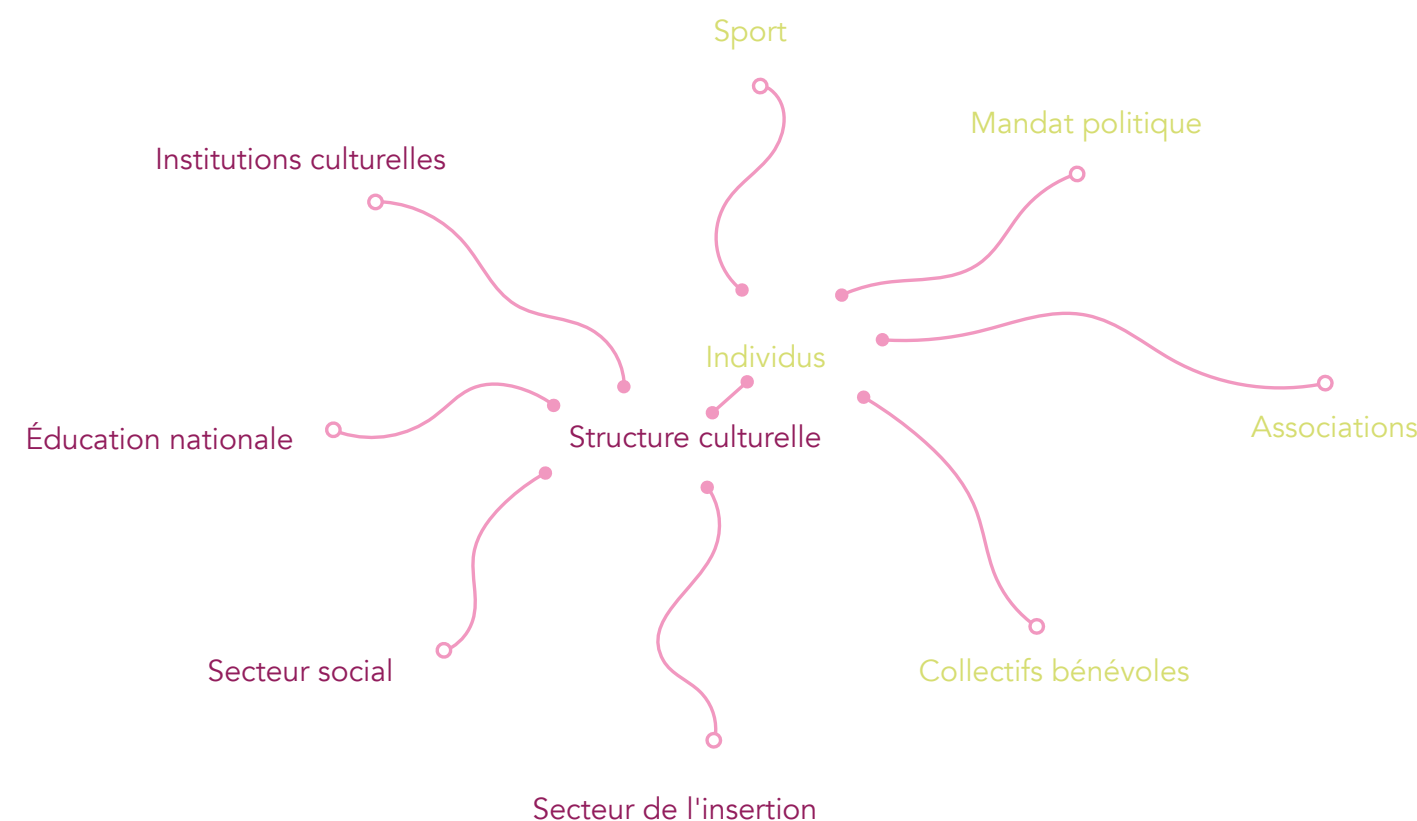 Sport
Mandat politique
Institutions culturelles
Individus
Associations
Éducation nationale
Structure culturelle
Secteur social
Collectifs bénévoles
Secteur de l'insertion